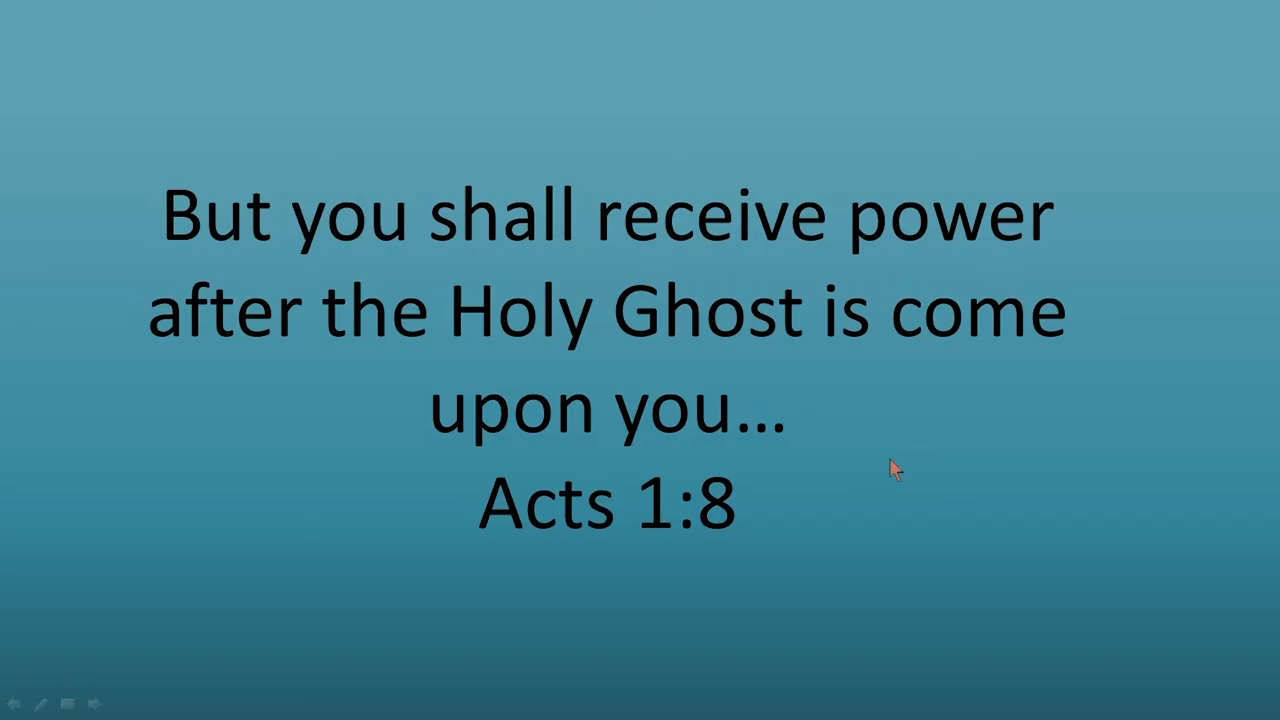 But you shall receive power
after the Holy Ghost is come
upon you...
Acts 1:8